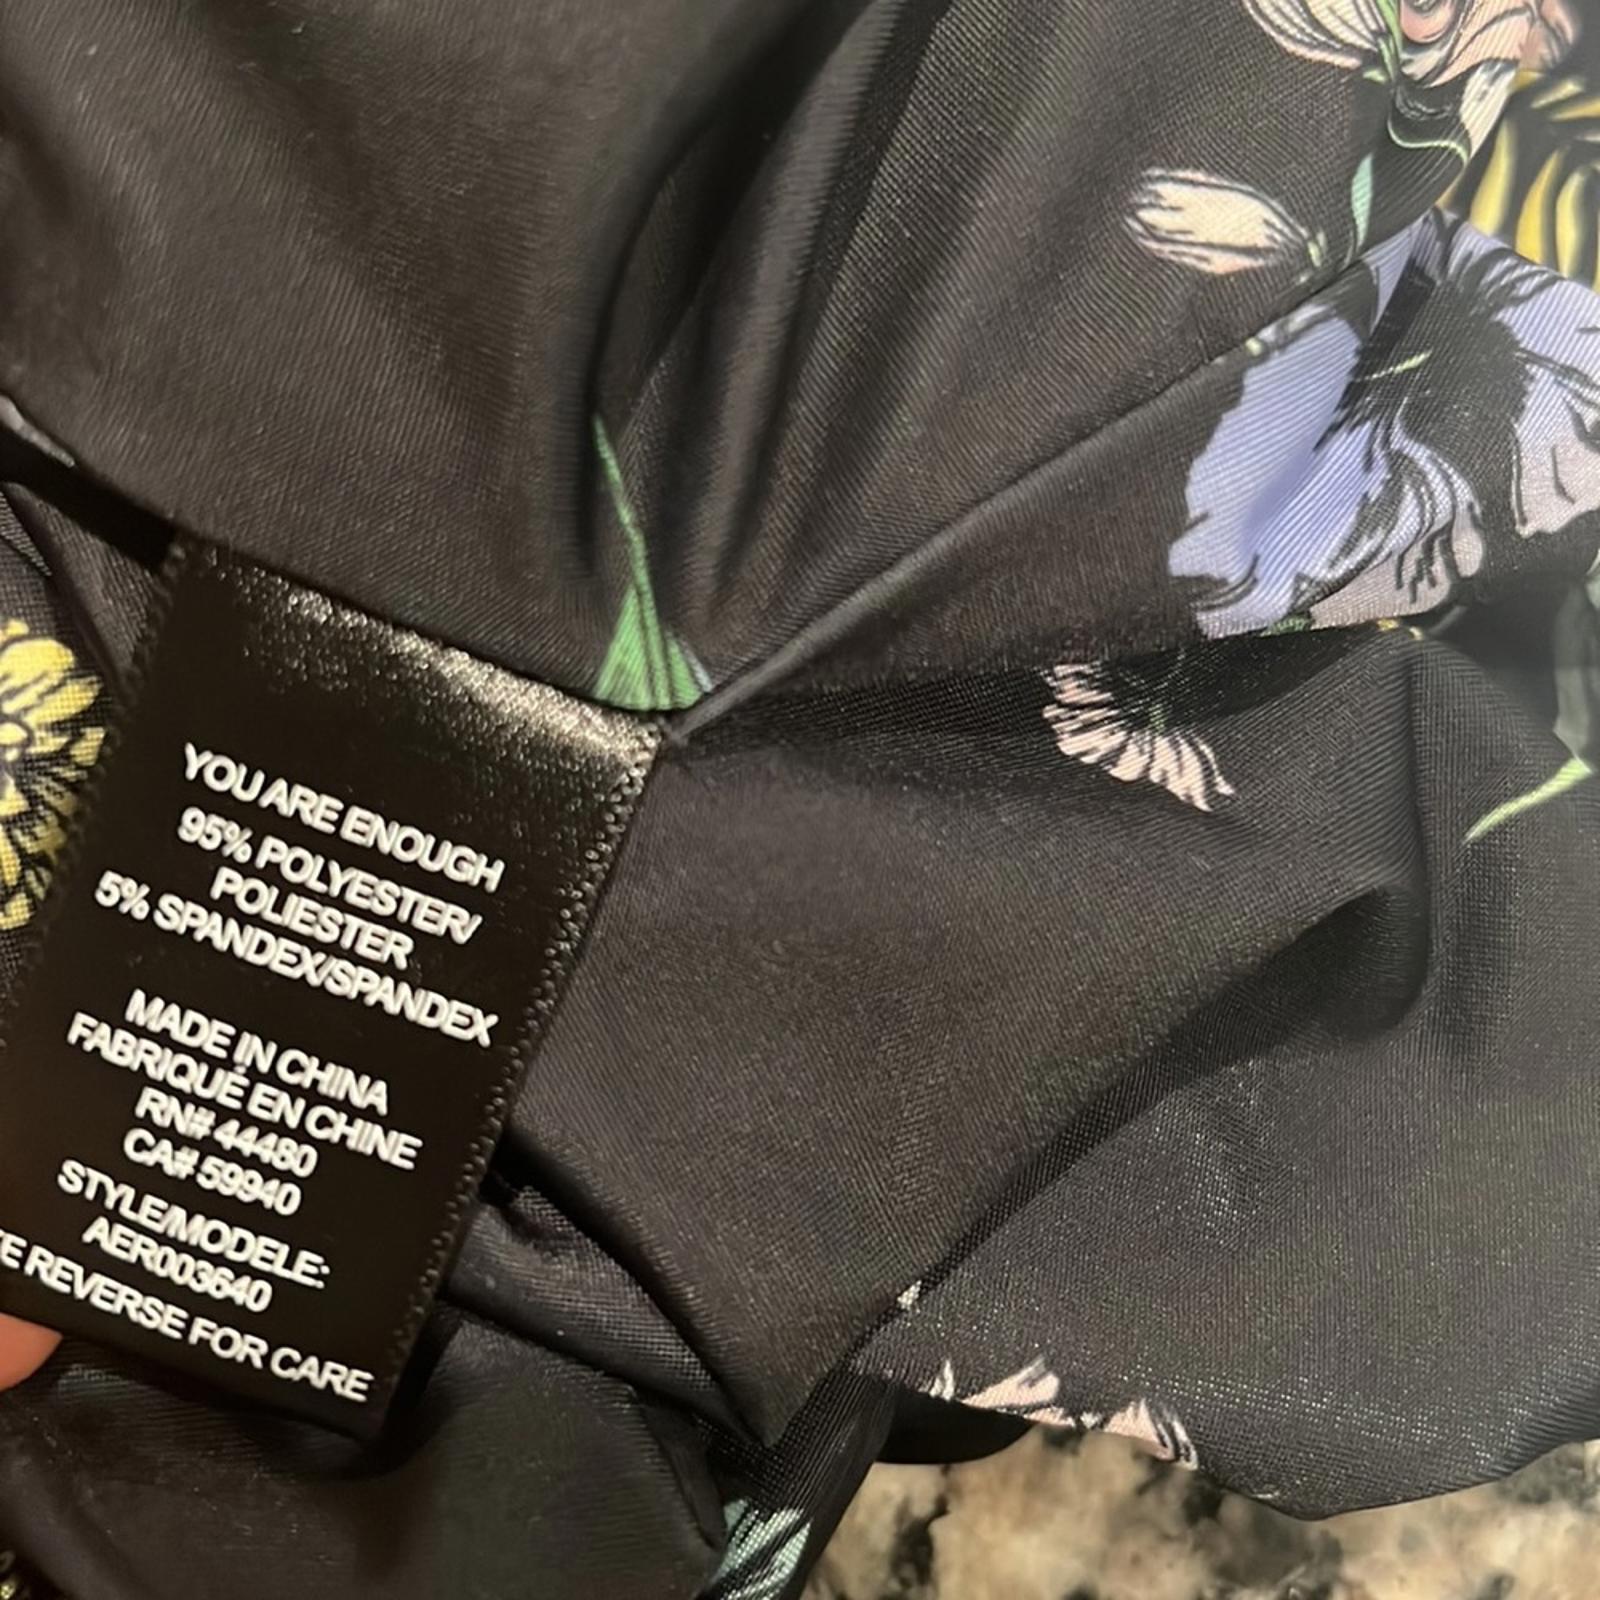 YOU ARE ENOUGH
95% POLYESTER/
POLIESTER
5% SPANDEX/SPANDEX
MADE IN CHINA
FABRIQUÉ EN CHINE
RN# 44480
CA# 59940
STYLE/MODELE:
AER003640
REVERSE FOR CARE